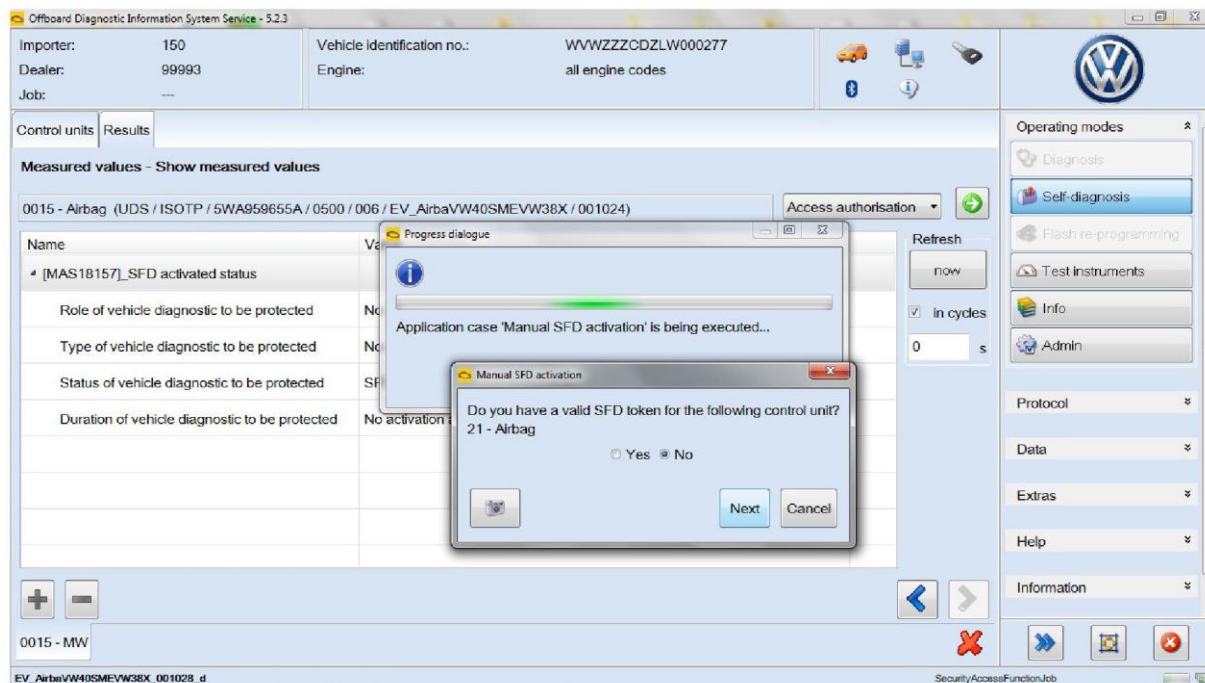 Offboard Diagnostic Information System Service - 5.2.3
Importer: 150
Dealer: 99993
Job: ---
Vehicle identification no.: WVWZZZCDZLW000277
Engine: all engine codes
Control units Results
Measured values - Show measured values
0015 - Airbag (UDS / ISOTP / 5WA959655A / 0500 / 006 / EV_AirbaVW40SMEVW38X / 001024)
Access authorisation
Name
[MAS18157]_SFD activated status
Role of vehicle diagnostic to be protected
Type of vehicle diagnostic to be protected
Status of vehicle diagnostic to be protected
Duration of vehicle diagnostic to be protected No activation
Progress dialogue
Application case 'Manual SFD activation' is being executed...
Manual SFD activation
Do you have a valid SFD token for the following control unit?
21 - Airbag
Yes No
Next Cancel
Refresh
now
in cycles
0 s
0015 - MW
EV_AirbaVW40SMEVW38X_001028_d
SecurityAccessFunctionJob
Operating modes
Diagnosis
Self-diagnosis
Flash re-programming
Test instruments
Info
Admin
Protocol
Data
Extras
Help
Information